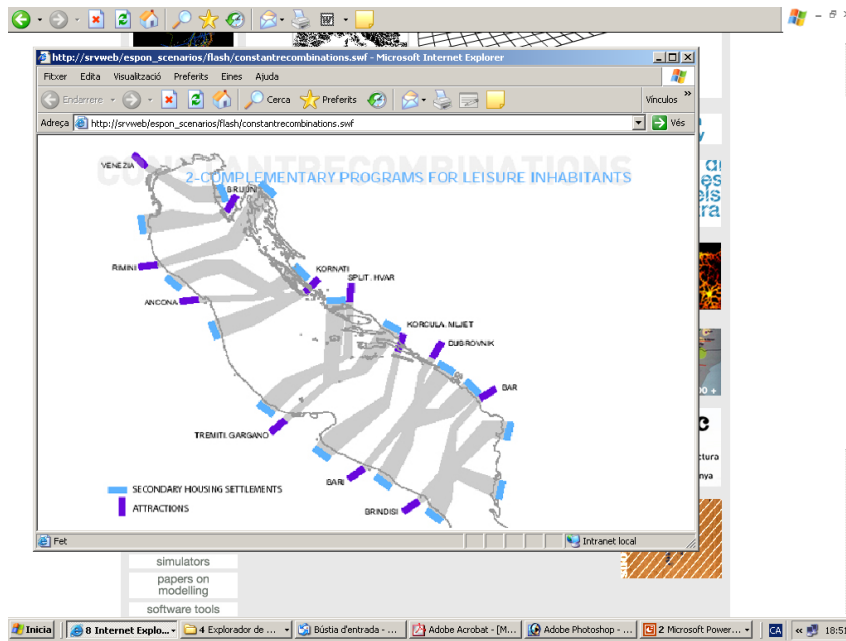 http://srvweb/espon_scenarios/flash/constantrecombinations.swf - Microsoft Internet Explorer
Fitxer Edita Visualització Preferits Eines Ajuda
Endarrere Cerca Preferits Vínculos »
Adreça http://srvweb/espon_scenarios/flash/constantrecombinations.swf Vés
CONSTANTRECOMBINATIONS
2-COMPLEMENTARY PROGRAMS FOR LEISURE INHABITANTS
VENEZIA
BRIJUNI
RIMINI
KORNATI
SPLIT. HVAR
ANCONA
KORCULA. MLJET
DUBROVNIK
BAR
TREMITI. GARGANO
BARI
BRINDISI
SECONDARY HOUSING SETTLEMENTS
ATTRACTIONS
Fet Intranet local
simulators
papers on
modelling
software tools
Inicia 8 Internet Explo... 4 Explorador de ... Bústia d'entrada - ... Adobe Acrobat - [M... Adobe Photoshop - ... 2 Microsoft Power... CA « 18:51